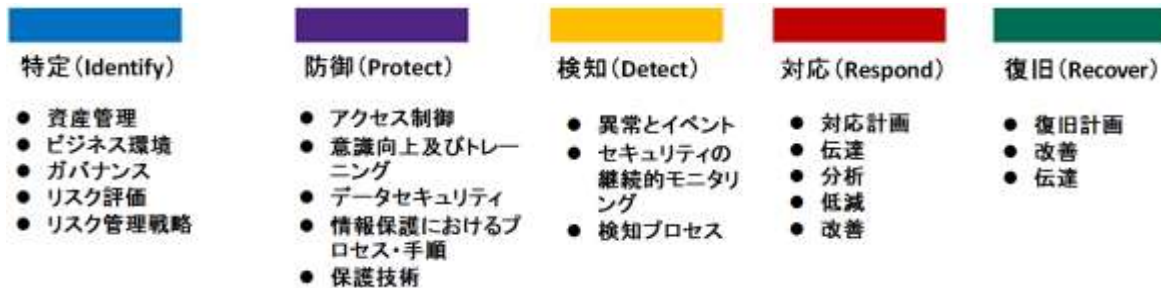 特定（Identify）
● 資産管理
● ビジネス環境
● ガバナンス
● リスク評価
● リスク管理戦略
防御（Protect）
● アクセス制御
● 意識向上及びトレー
ニング
● データセキュリティ
● 情報保護におけるプ
ロセス・手順
● 保護技術
検知（Detect）
● 異常とイベント
● セキュリティの
継続的モニタリ
ング
● 検知プロセス
対応（Respond）
● 対応計画
● 伝達
● 分析
● 低減
● 改善
復旧（Recover）
● 復旧計画
● 改善
● 伝達